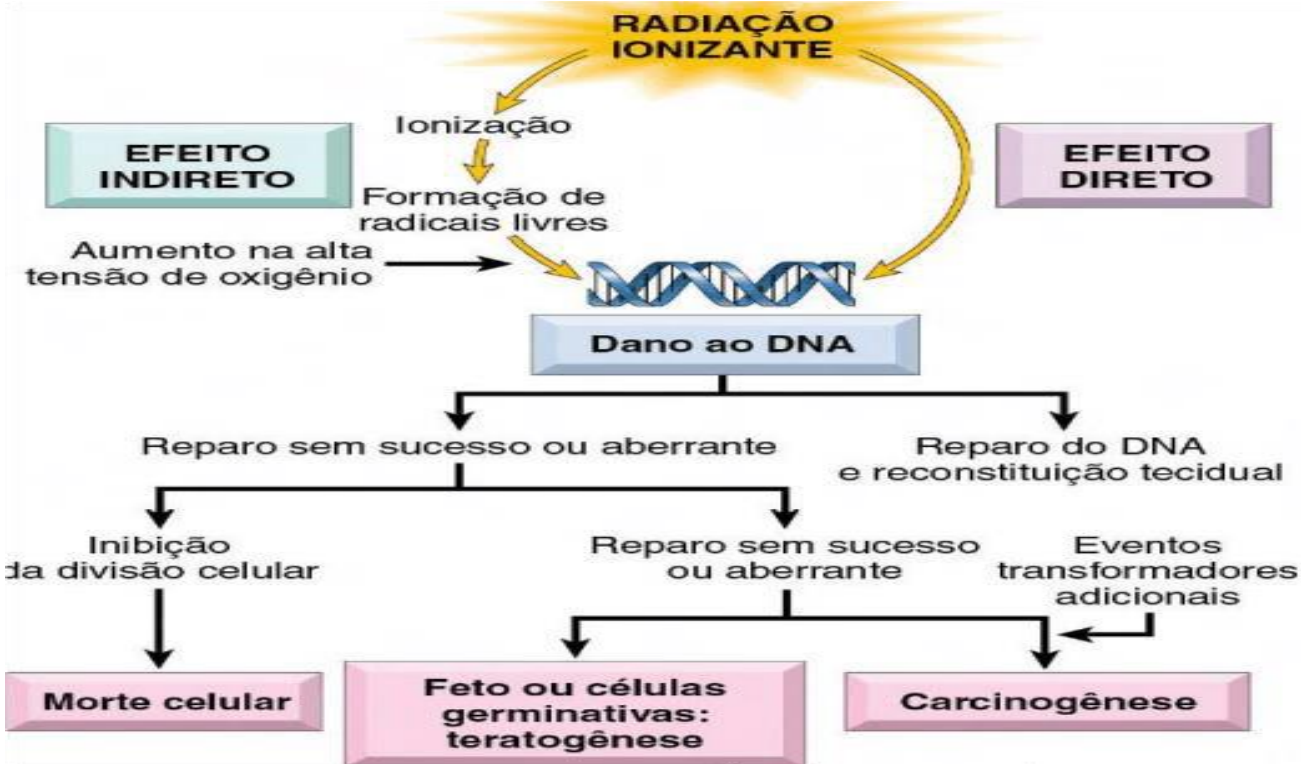 RADIAÇÃO
IONIZANTE
Ionização
EFEITO
INDIRETO
EFEITO
DIRETO
Formação de
radicais livres
Aumento na alta
tensão de oxigênio
Dano ao DNA
Reparo sem sucesso ou aberrante
Reparo do DNA
e reconstituição tecidual
Inibição
da divisão celular
Reparo sem sucesso
ou aberrante
Eventos
transformadores
adicionais
Morte celular
Feto ou células
germinativas:
teratogênese
Carcinogênese